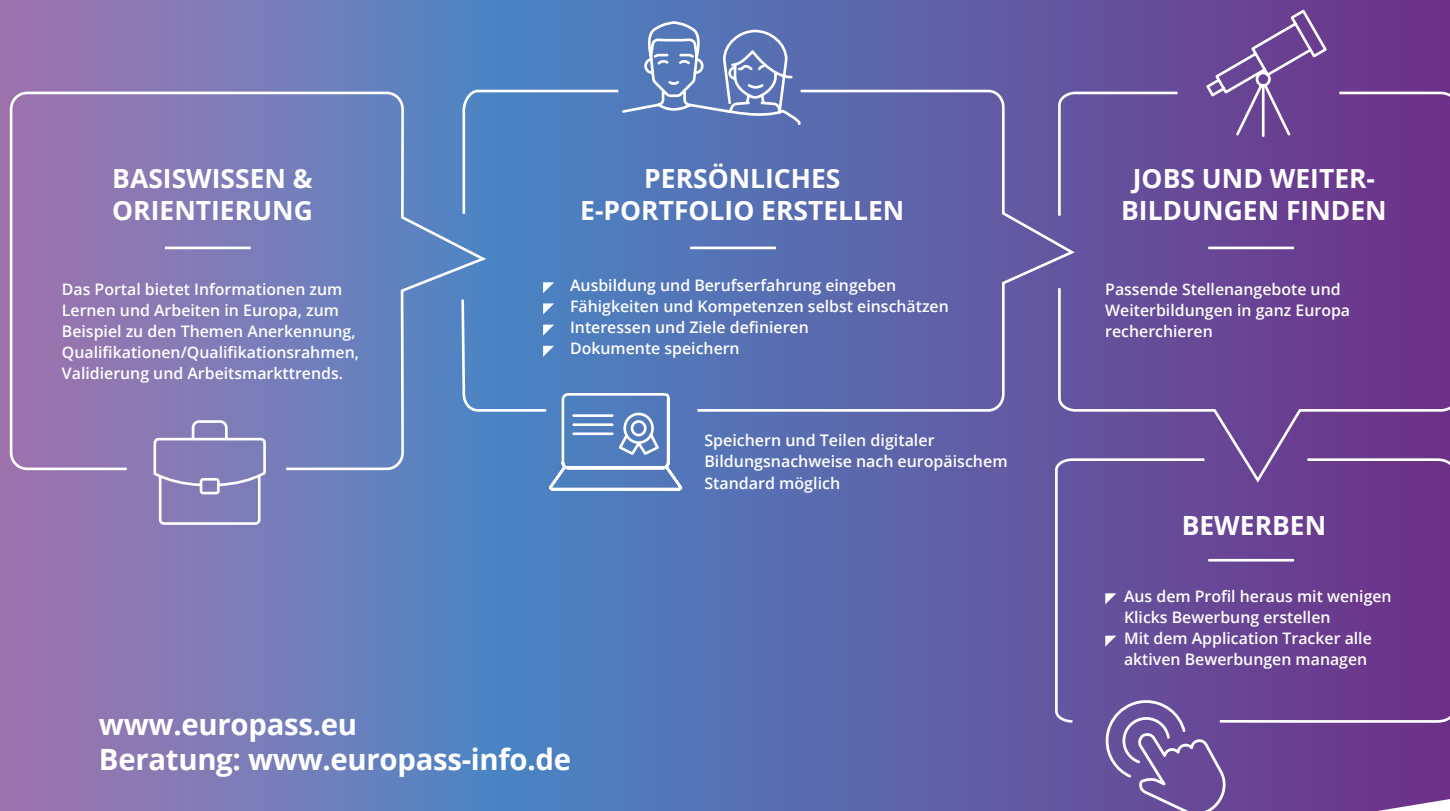 BASISWISSEN &
ORIENTIERUNG
Das Portal bietet Informationen zum
Lernen und Arbeiten in Europa, zum
Beispiel zu den Themen Anerkennung,
Qualifikationen/Qualifikationsrahmen,
Validierung und Arbeitsmarkttrends.
PERSÖNLICHES
E-PORTFOLIO ERSTELLEN
Ausbildung und Berufserfahrung eingeben
Fähigkeiten und Kompetenzen selbst einschätzen
Interessen und Ziele definieren
Dokumente speichern
Speichern und Teilen digitaler
Bildungsnachweise nach europäischem
Standard möglich
JOBS UND WEITER-
BILDUNGEN FINDEN
Passende Stellenangebote und
Weiterbildungen in ganz Europa
recherchieren
BEWERBEN
Aus dem Profil heraus mit wenigen
Klicks Bewerbung erstellen
Mit dem Application Tracker alle
aktiven Bewerbungen managen
www.europass.eu
Beratung: www.europass-info.de